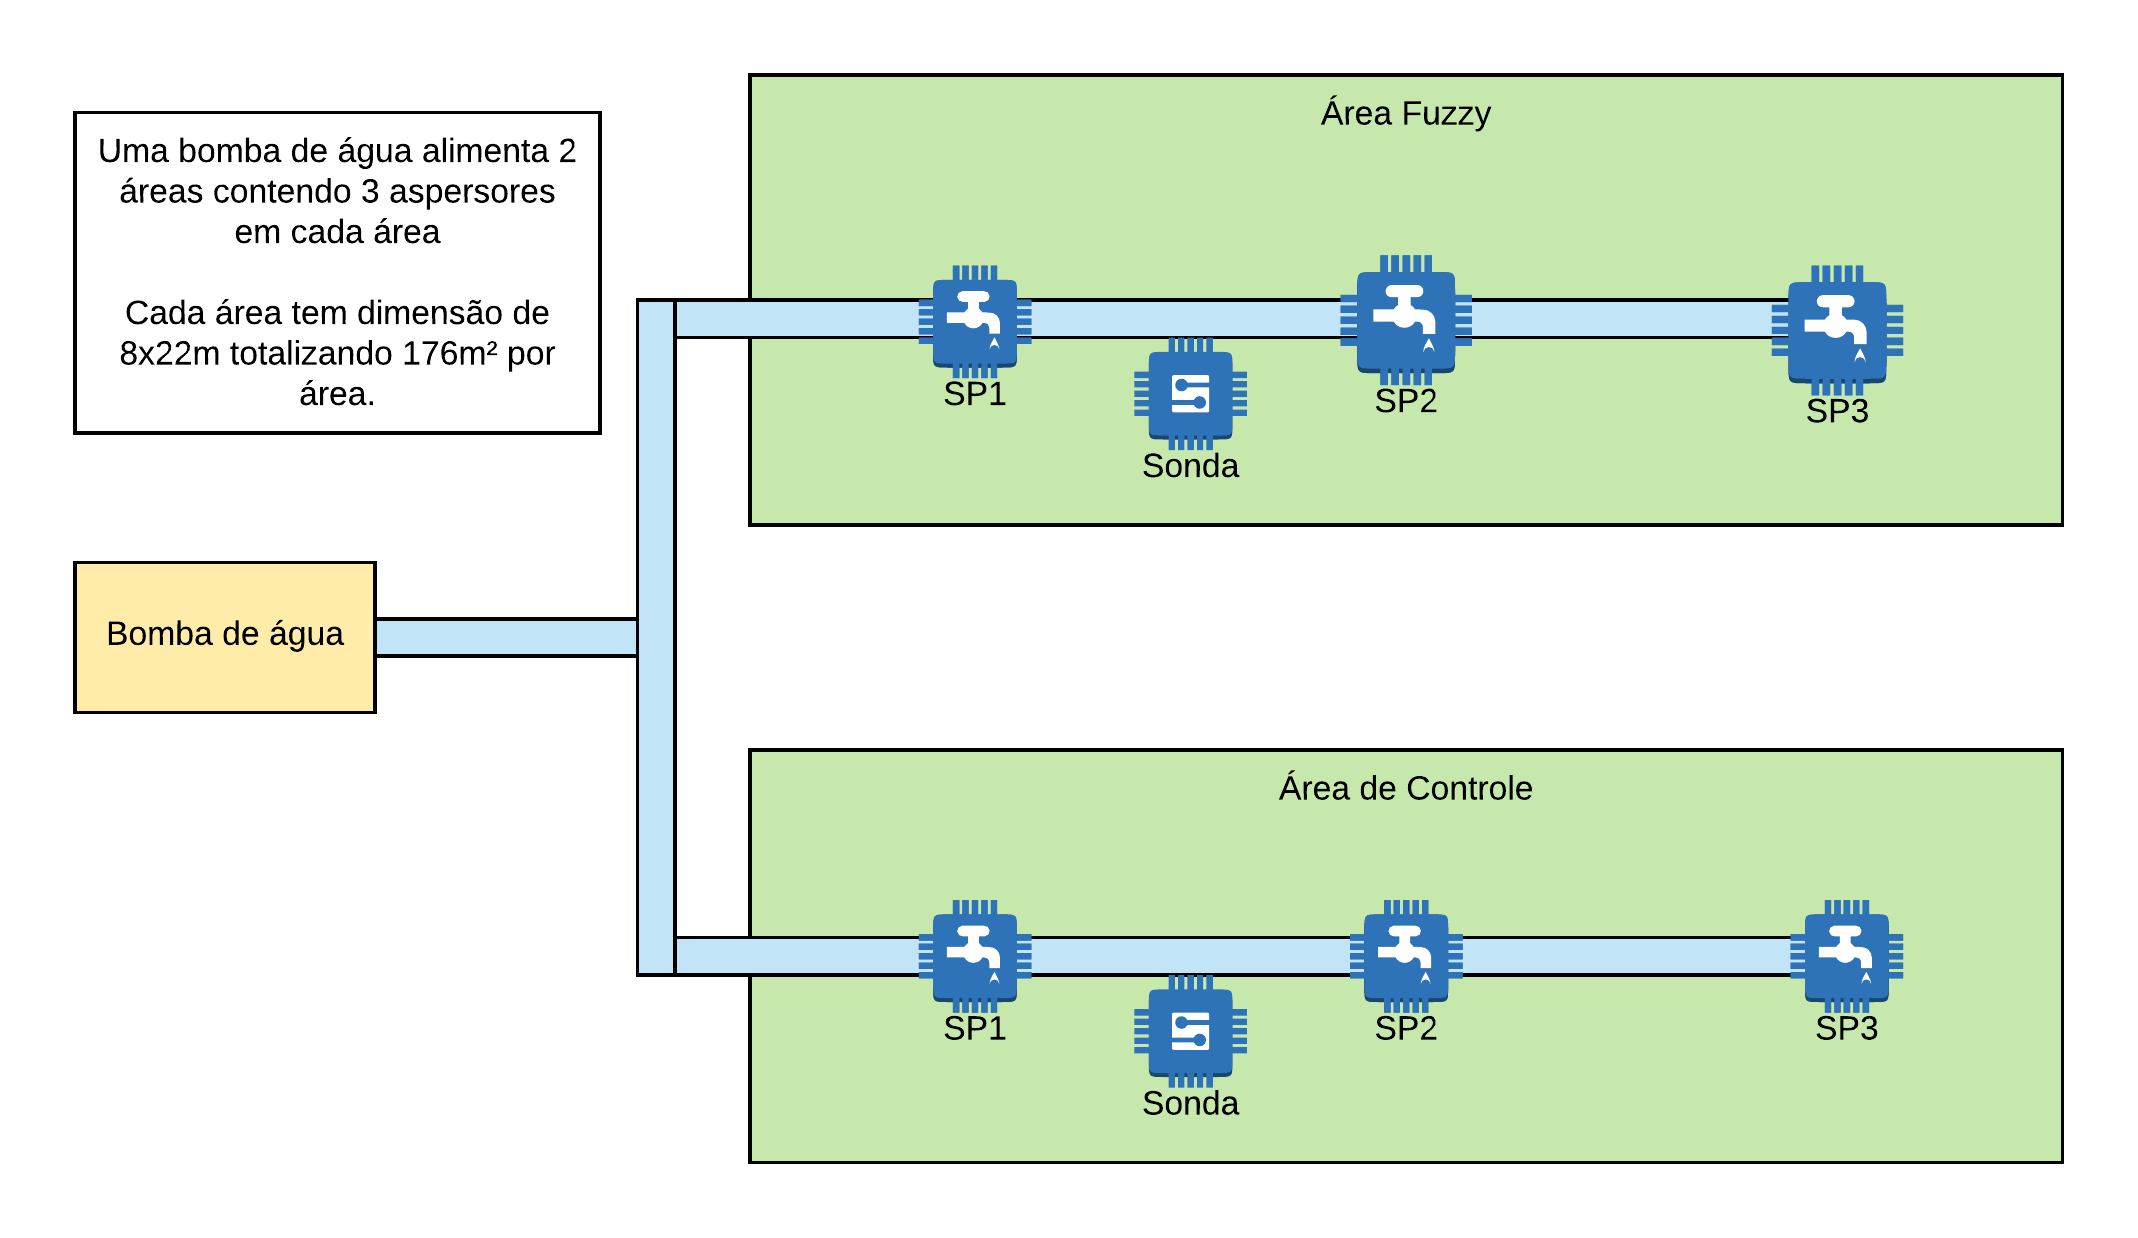 Uma bomba de água alimenta 2
áreas contendo 3 aspersores
em cada área
Cada área tem dimensão de
8x22m totalizando 176m² por
área.
Bomba de água
Área Fuzzy
SP1
Sonda
SP2
SP3
Área de Controle
SP1
Sonda
SP2
SP3